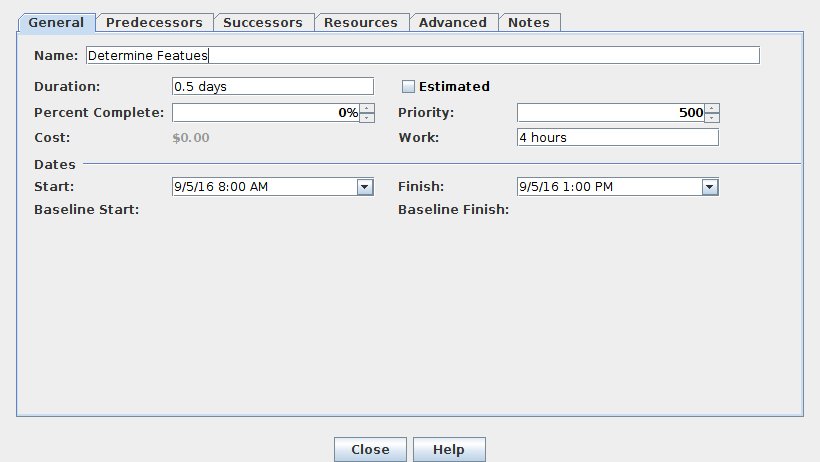 General Predecessors Successors Resources Advanced Notes
Name: Determine Featues
Duration: 0.5 days Estimated
Percent Complete: 0% Priority: 500
Cost: $0.00 Work: 4 hours
Dates
Start: 9/5/16 8:00 AM Finish: 9/5/16 1:00 PM
Baseline Start: Baseline Finish:
Close Help